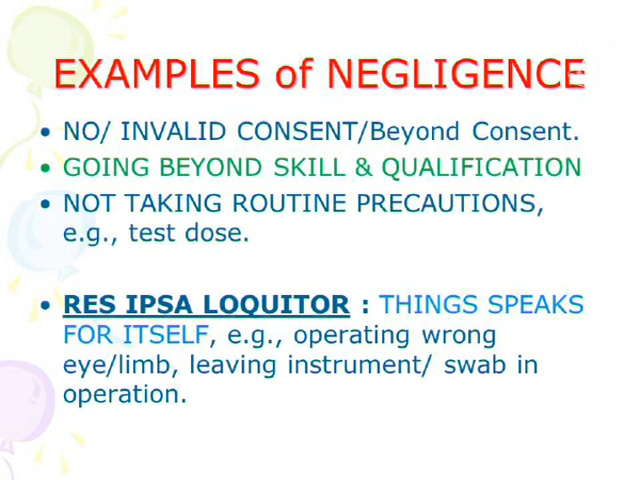 EXAMPLES of NEGLIGENCE
• NO/ INVALID CONSENT/Beyond Consent.
• GOING BEYOND SKILL & QUALIFICATION
• NOT TAKING ROUTINE PRECAUTIONS,
e.g., test dose.
• RES IPSA LOQUITOR : THINGS SPEAKS
FOR ITSELF, e.g., operating wrong
eye/limb, leaving instrument/ swab in
operation.